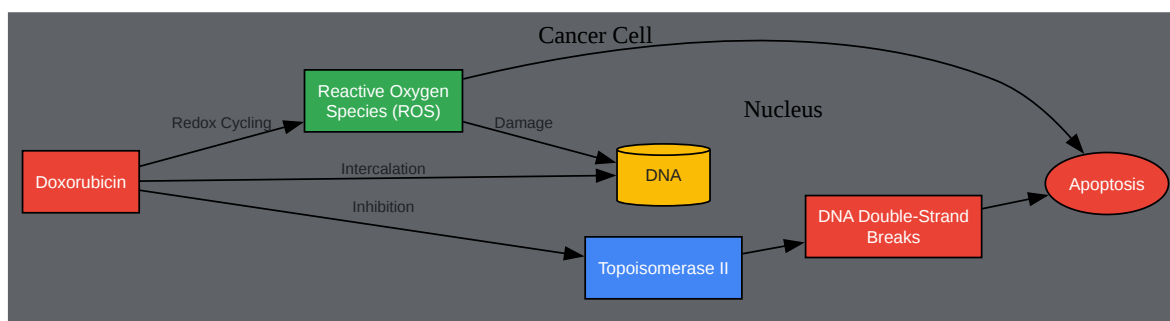 Cancer Cell
Reactive Oxygen
Species (ROS)
Nucleus
Redox Cycling
Damage
Doxorubicin
Intercalation
DNA
Apoptosis
Inhibition
DNA Double-Strand
Breaks
Topoisomerase II